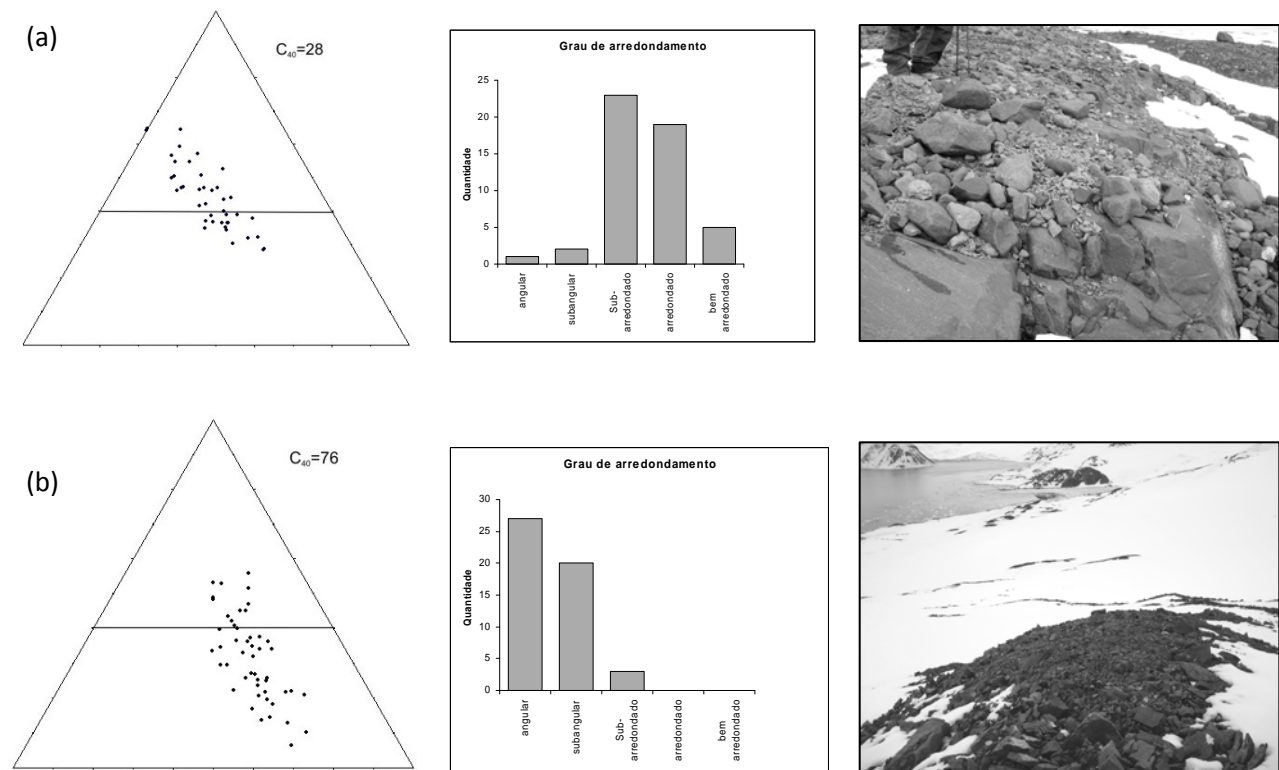 (a)
C₄₀=28
Grau de arredondamento
Quantidade
25
20
15
10
5
0
angular
subangular
Sub-
arredondado
arredondado
bem
arredondado
(b)
C₄₀=76
Grau de arredondamento
Quantidade
30
25
20
15
10
5
0
angular
subangular
Sub-
arredondado
arredondado
bem
arredondado